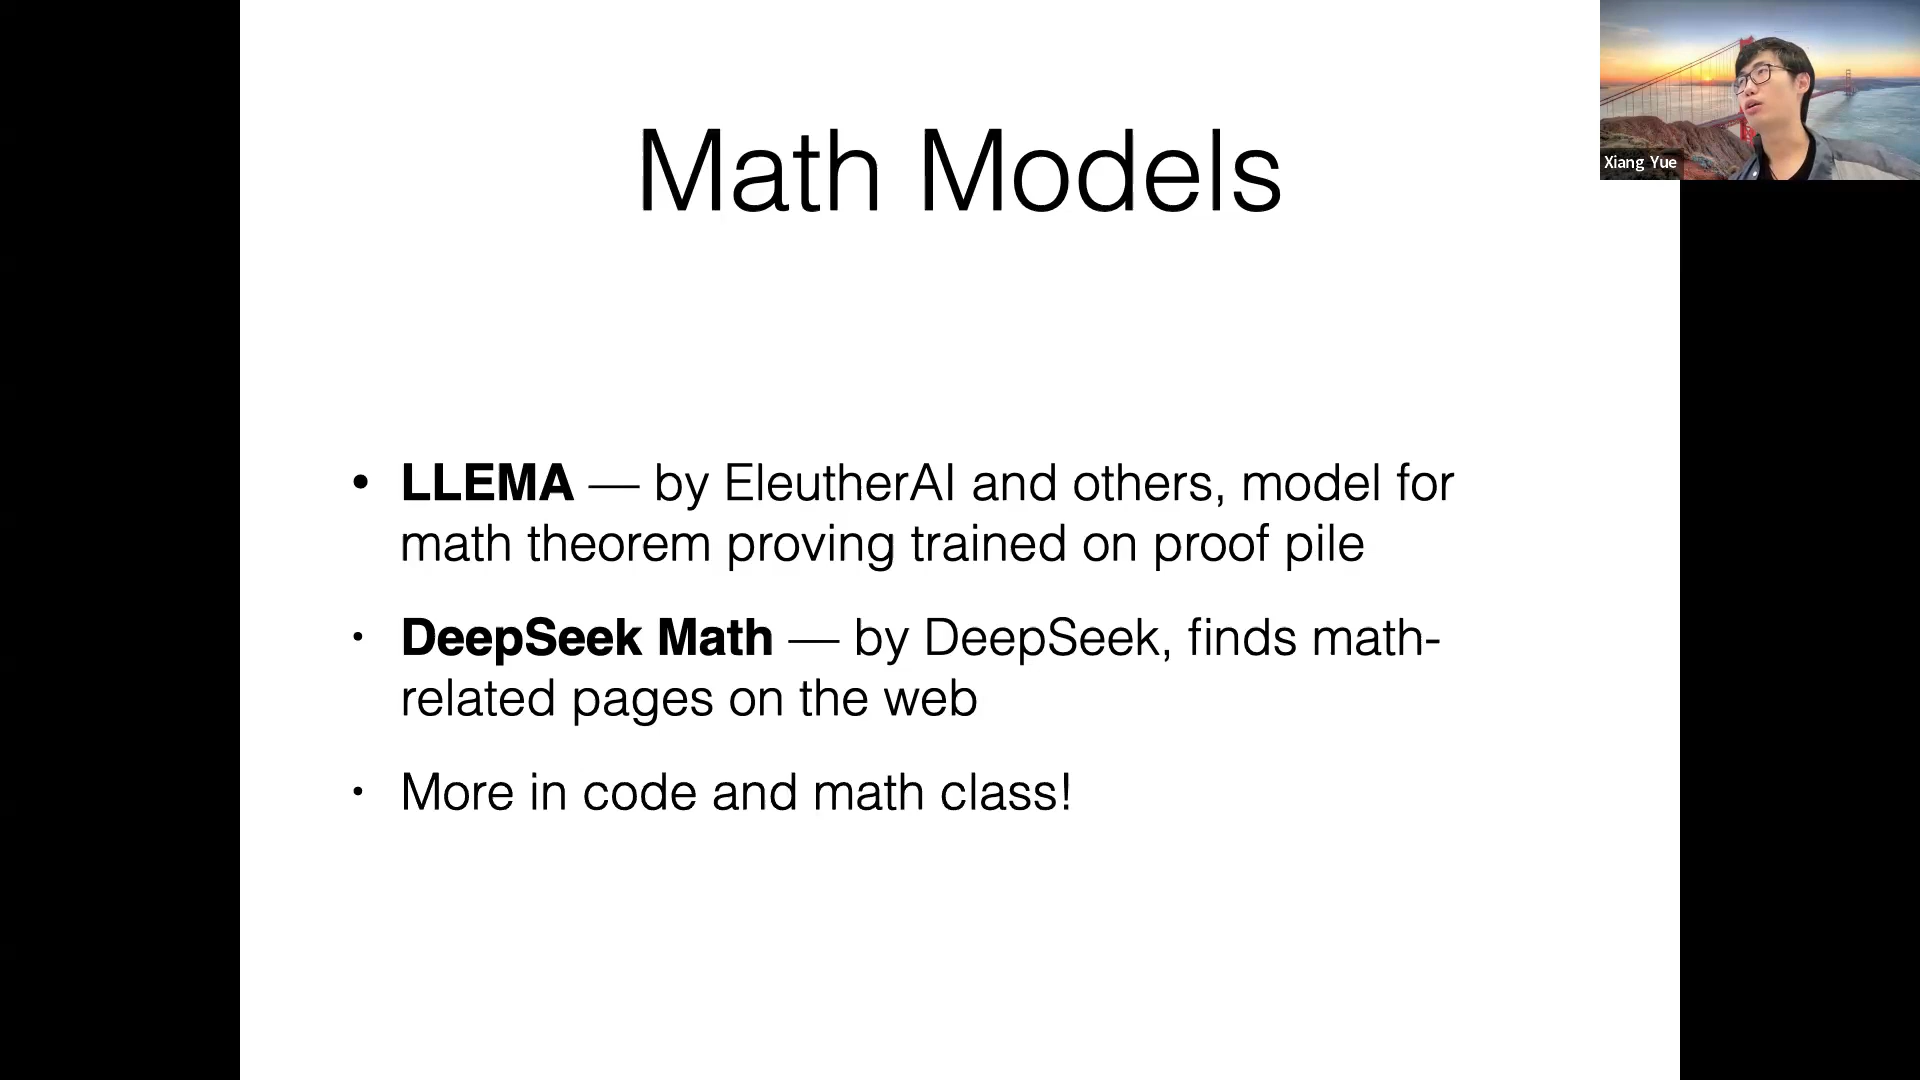 Math Models
Xiang Yue
• LLEMA — by EleutherAI and others, model for
math theorem proving trained on proof pile
• DeepSeek Math — by DeepSeek, finds math-
related pages on the web
• More in code and math class!